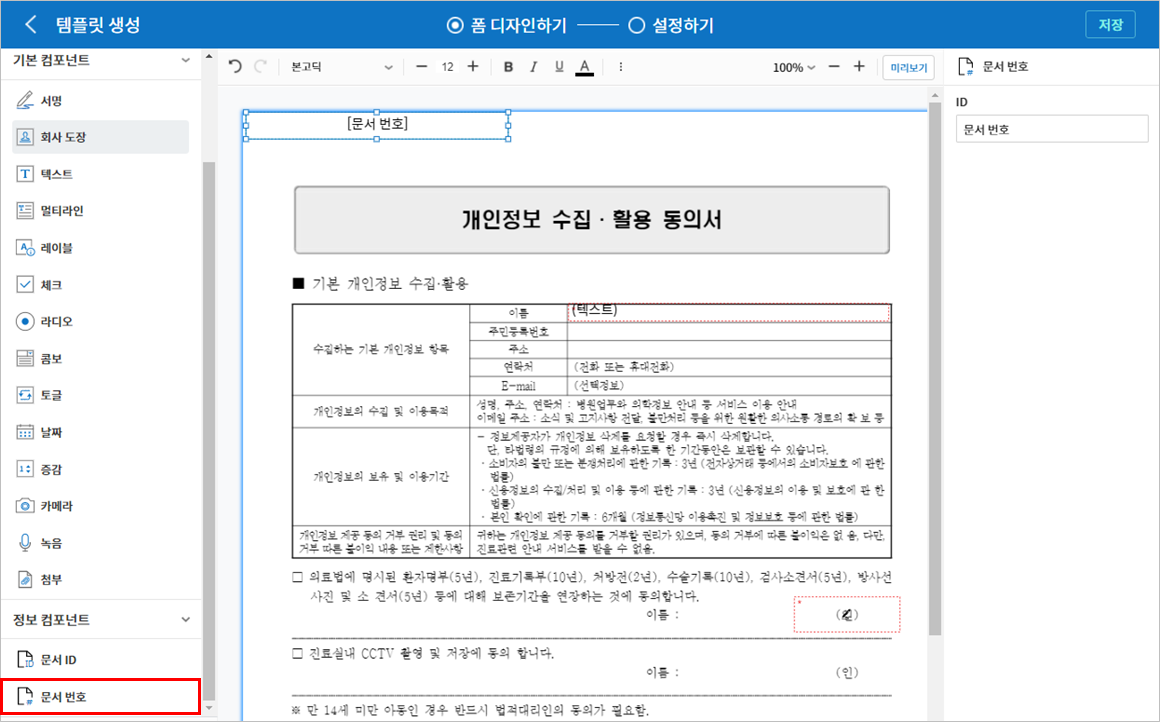 템플릿 생성
폼 디자인하기
설정하기
저장
기본 컴포넌트
서명
회사 도장
텍스트
멀티라인
레이블
체크
라디오
콤보
토글
날짜
증감
카메라
녹음
첨부
정보 컴포넌트
문서 ID
문서 번호
본고딕
12
B I U A
100%
미리보기
[문서 번호]
개인정보 수집 · 활용 동의서
■ 기본 개인정보 수집·활용
수집하는 기본 개인정보 항목
이름 (텍스트)
주민등록번호
주소
연락처 (전화 또는 휴대전화)
E-mail (선택정보)
개인정보의 수집 및 이용목적
성명, 주소, 연락처 : 병원업무와 의학정보 안내 등 서비스 이용 안내
이메일 주소 : 소식 및 고지사항 전달, 불만처리 등을 위한 원활한 의사소통 경로의 확 보 등
개인정보의 보유 및 이용기간
- 정보제공자가 개인정보 삭제를 요청할 경우 즉시 삭제합니다.
단, 타법령의 규정에 의해 보유하도록 한 기간동안은 보관할 수 있습니다.
· 소비자의 불만 또는 분쟁처리에 관한 기록 : 3년 (전자상거래 등에서의 소비자보호 에 관한
법률)
· 신용정보의 수집/처리 및 이용 등에 관한 기록 : 3년 (신용정보의 이용 및 보호에 관 한
법률)
· 본인 확인에 관한 기록 : 6개월 (정보통신망 이용촉진 및 정보보호 등에 관한 법률)
개인정보 제공 동의 거부 권리 및 동의
거부 따른 불이익 내용 또는 제한사항
귀하는 개인정보 제공 동의를 거부할 권리가 있으며, 동의 거부에 따른 불이익은 없 음. 다만,
진료관련 안내 서비스를 받을 수 없음.
□ 의료법에 명시된 환자명부(5년), 진료기록부(10년), 처방전(2년), 수술기록(10년), 검사소견서(5년), 방사선
사진 및 소 견서(5년) 등에 대해 보존기간을 연장하는 것에 동의합니다.
이름 : (인)
□ 진료실내 CCTV 촬영 및 저장에 동의 합니다.
이름 : (인)
※ 만 14세 미만 아동인 경우 반드시 법적대리인의 동의가 필요함.
문서 번호
ID
문서 번호